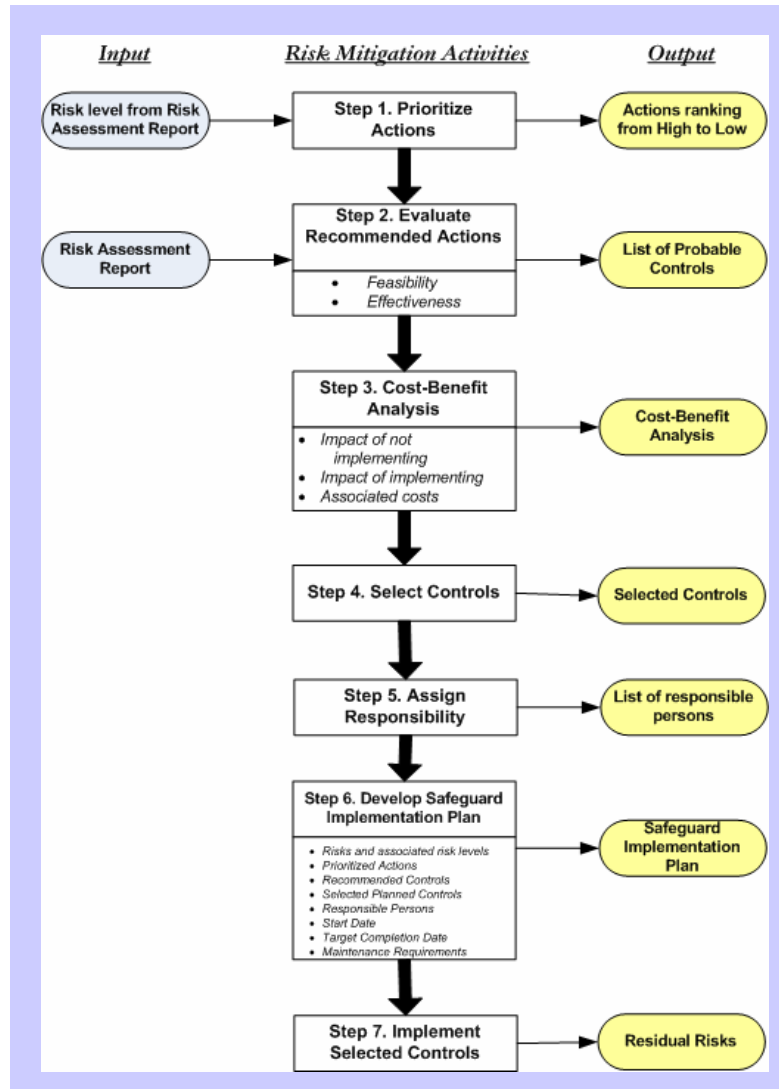 Input
Risk Mitigation Activities
Output
Risk level from Risk
Assessment Report
Step 1. Prioritize
Actions
Actions ranking
from High to Low
Risk Assessment
Report
Step 2. Evaluate
Recommended Actions
• Feasibility
• Effectiveness
List of Probable
Controls
Step 3. Cost-Benefit
Analysis
• Impact of not
implementing
• Impact of implementing
• Associated costs
Cost-Benefit
Analysis
Step 4. Select Controls
Selected Controls
Step 5. Assign
Responsibility
List of responsible
persons
Step 6. Develop Safeguard
Implementation Plan
• Risks and associated risk levels
• Prioritized Actions
• Recommended Controls
• Selected Planned Controls
• Responsible Persons
• Start Date
• Target Completion Date
• Maintenance Requirements
Safeguard
Implementation
Plan
Step 7. Implement
Selected Controls
Residual Risks